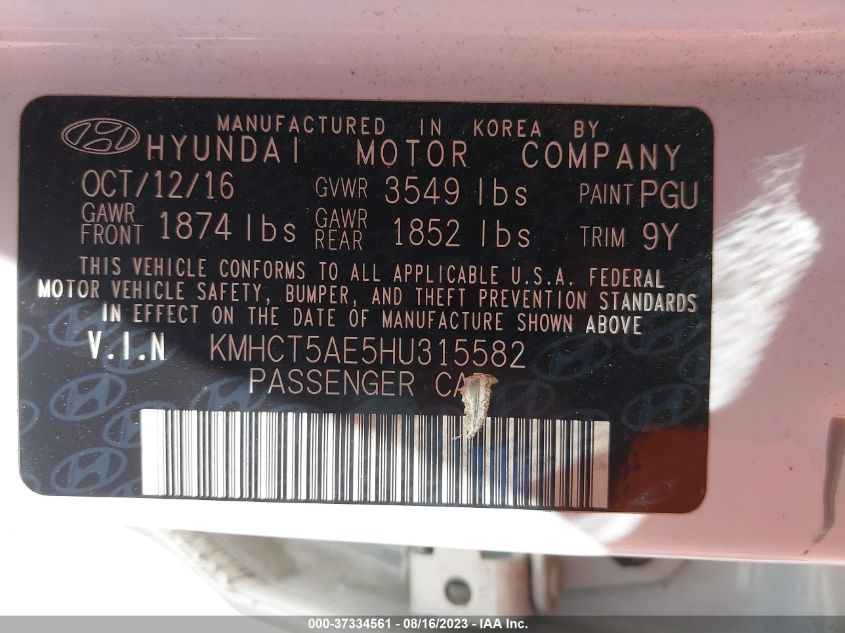 MANUFACTURED IN KOREA BY
HYUNDAI MOTOR COMPANY
OCT/12/16 GVWR 3549 lbs PAINT PGU
GAWR FRONT 1874 lbs GAWR REAR 1852 lbs TRIM 9Y
THIS VEHICLE CONFORMS TO ALL APPLICABLE U.S.A. FEDERAL
MOTOR VEHICLE SAFETY, BUMPER, AND THEFT PREVENTION STANDARDS
IN EFFECT ON THE DATE OF MANUFACTURE SHOWN ABOVE
V.I.N KMHCT5AE5HU315582
PASSENGER
000-37334561 - 08/16/2023 - IAA Inc.